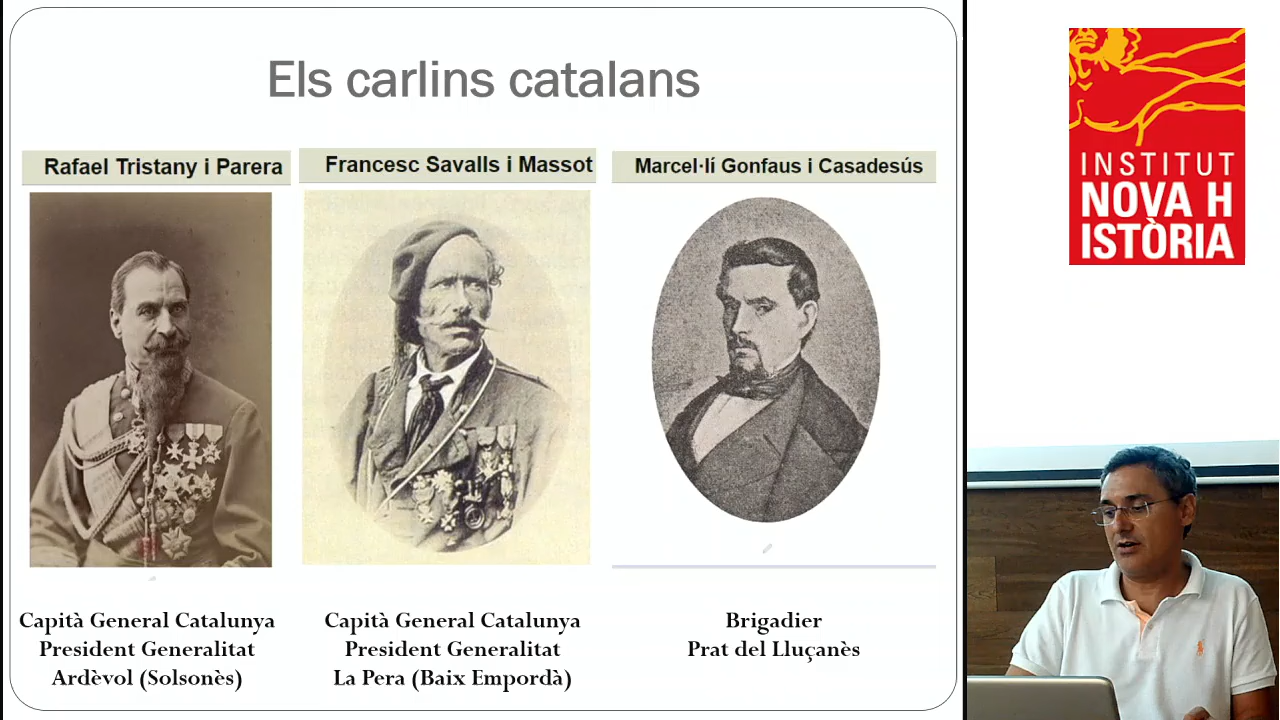 Els carlins catalans
Rafael Tristany i Parera
Francesc Savalls i Massot
Marcel·lí Gonfaus i Casadesús
Capità General Catalunya
President Generalitat
Ardèvol (Solsonès)
Capità General Catalunya
President Generalitat
La Pera (Baix Empordà)
Brigadier
Prat del Lluçanès
INSTITUT
NOVA H
ISTÒRIA